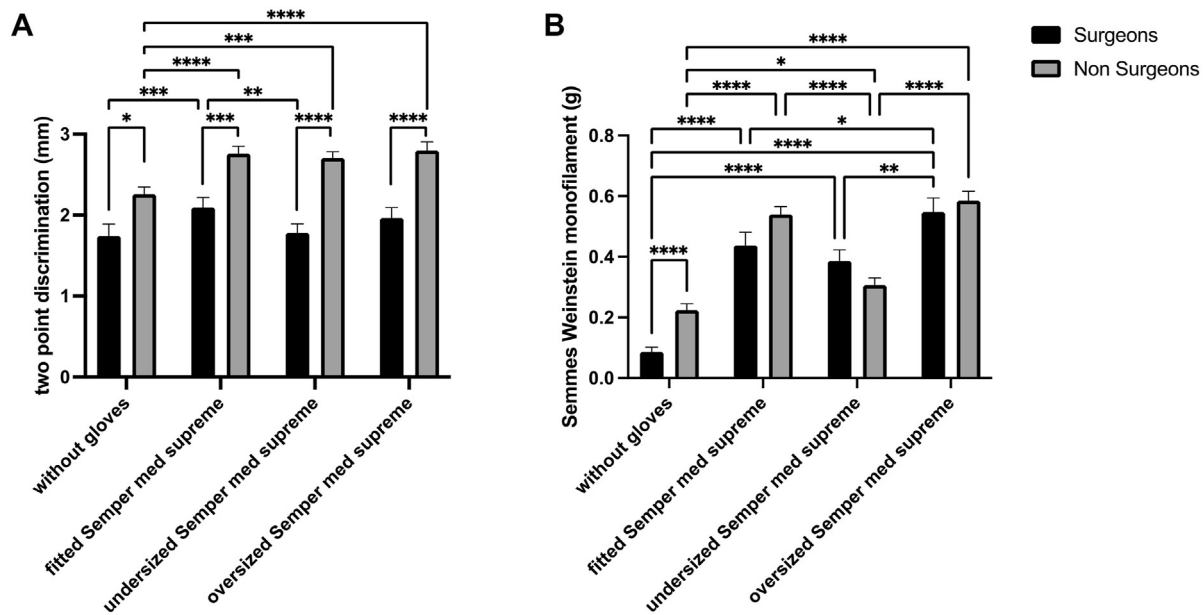 A
B
Surgeons
Non Surgeons
****
***
****
***
**
*
***
****
****
two point discrimination (mm)
3
2
1
0
without gloves
fitted Semper med supreme
undersized Semper med supreme
oversized Semper med supreme
****
*
****
****
****
****
*
****
****
**
****
Semmes Weinstein monofilament (g)
0.8
0.6
0.4
0.2
0.0
without gloves
fitted Semper med supreme
undersized Semper med supreme
oversized Semper med supreme